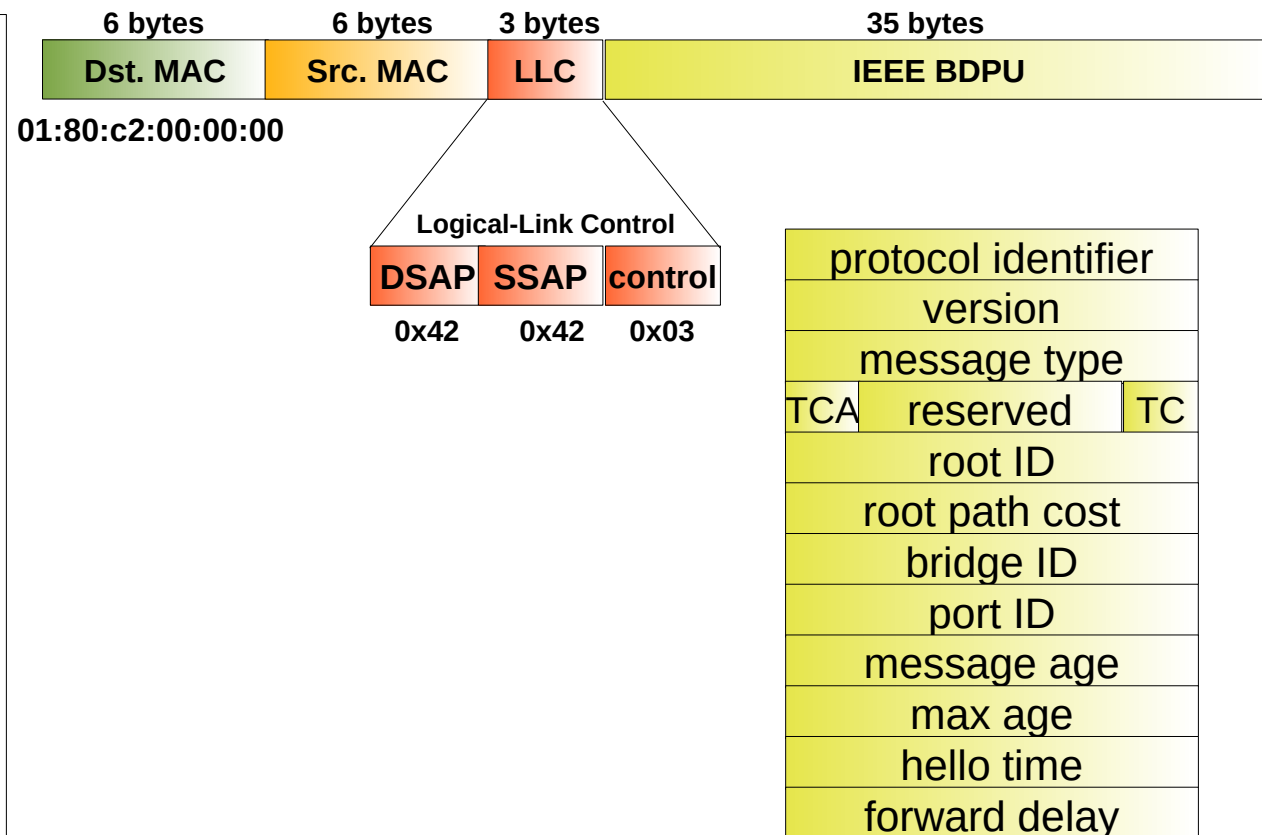 6 bytes 6 bytes 3 bytes 35 bytes
Dst. MAC Src. MAC LLC IEEE BDPU
01:80:c2:00:00:00
Logical-Link Control
DSAP SSAP control
0x42 0x42 0x03
protocol identifier
version
message type
TCA reserved TC
root ID
root path cost
bridge ID
port ID
message age
max age
hello time
forward delay